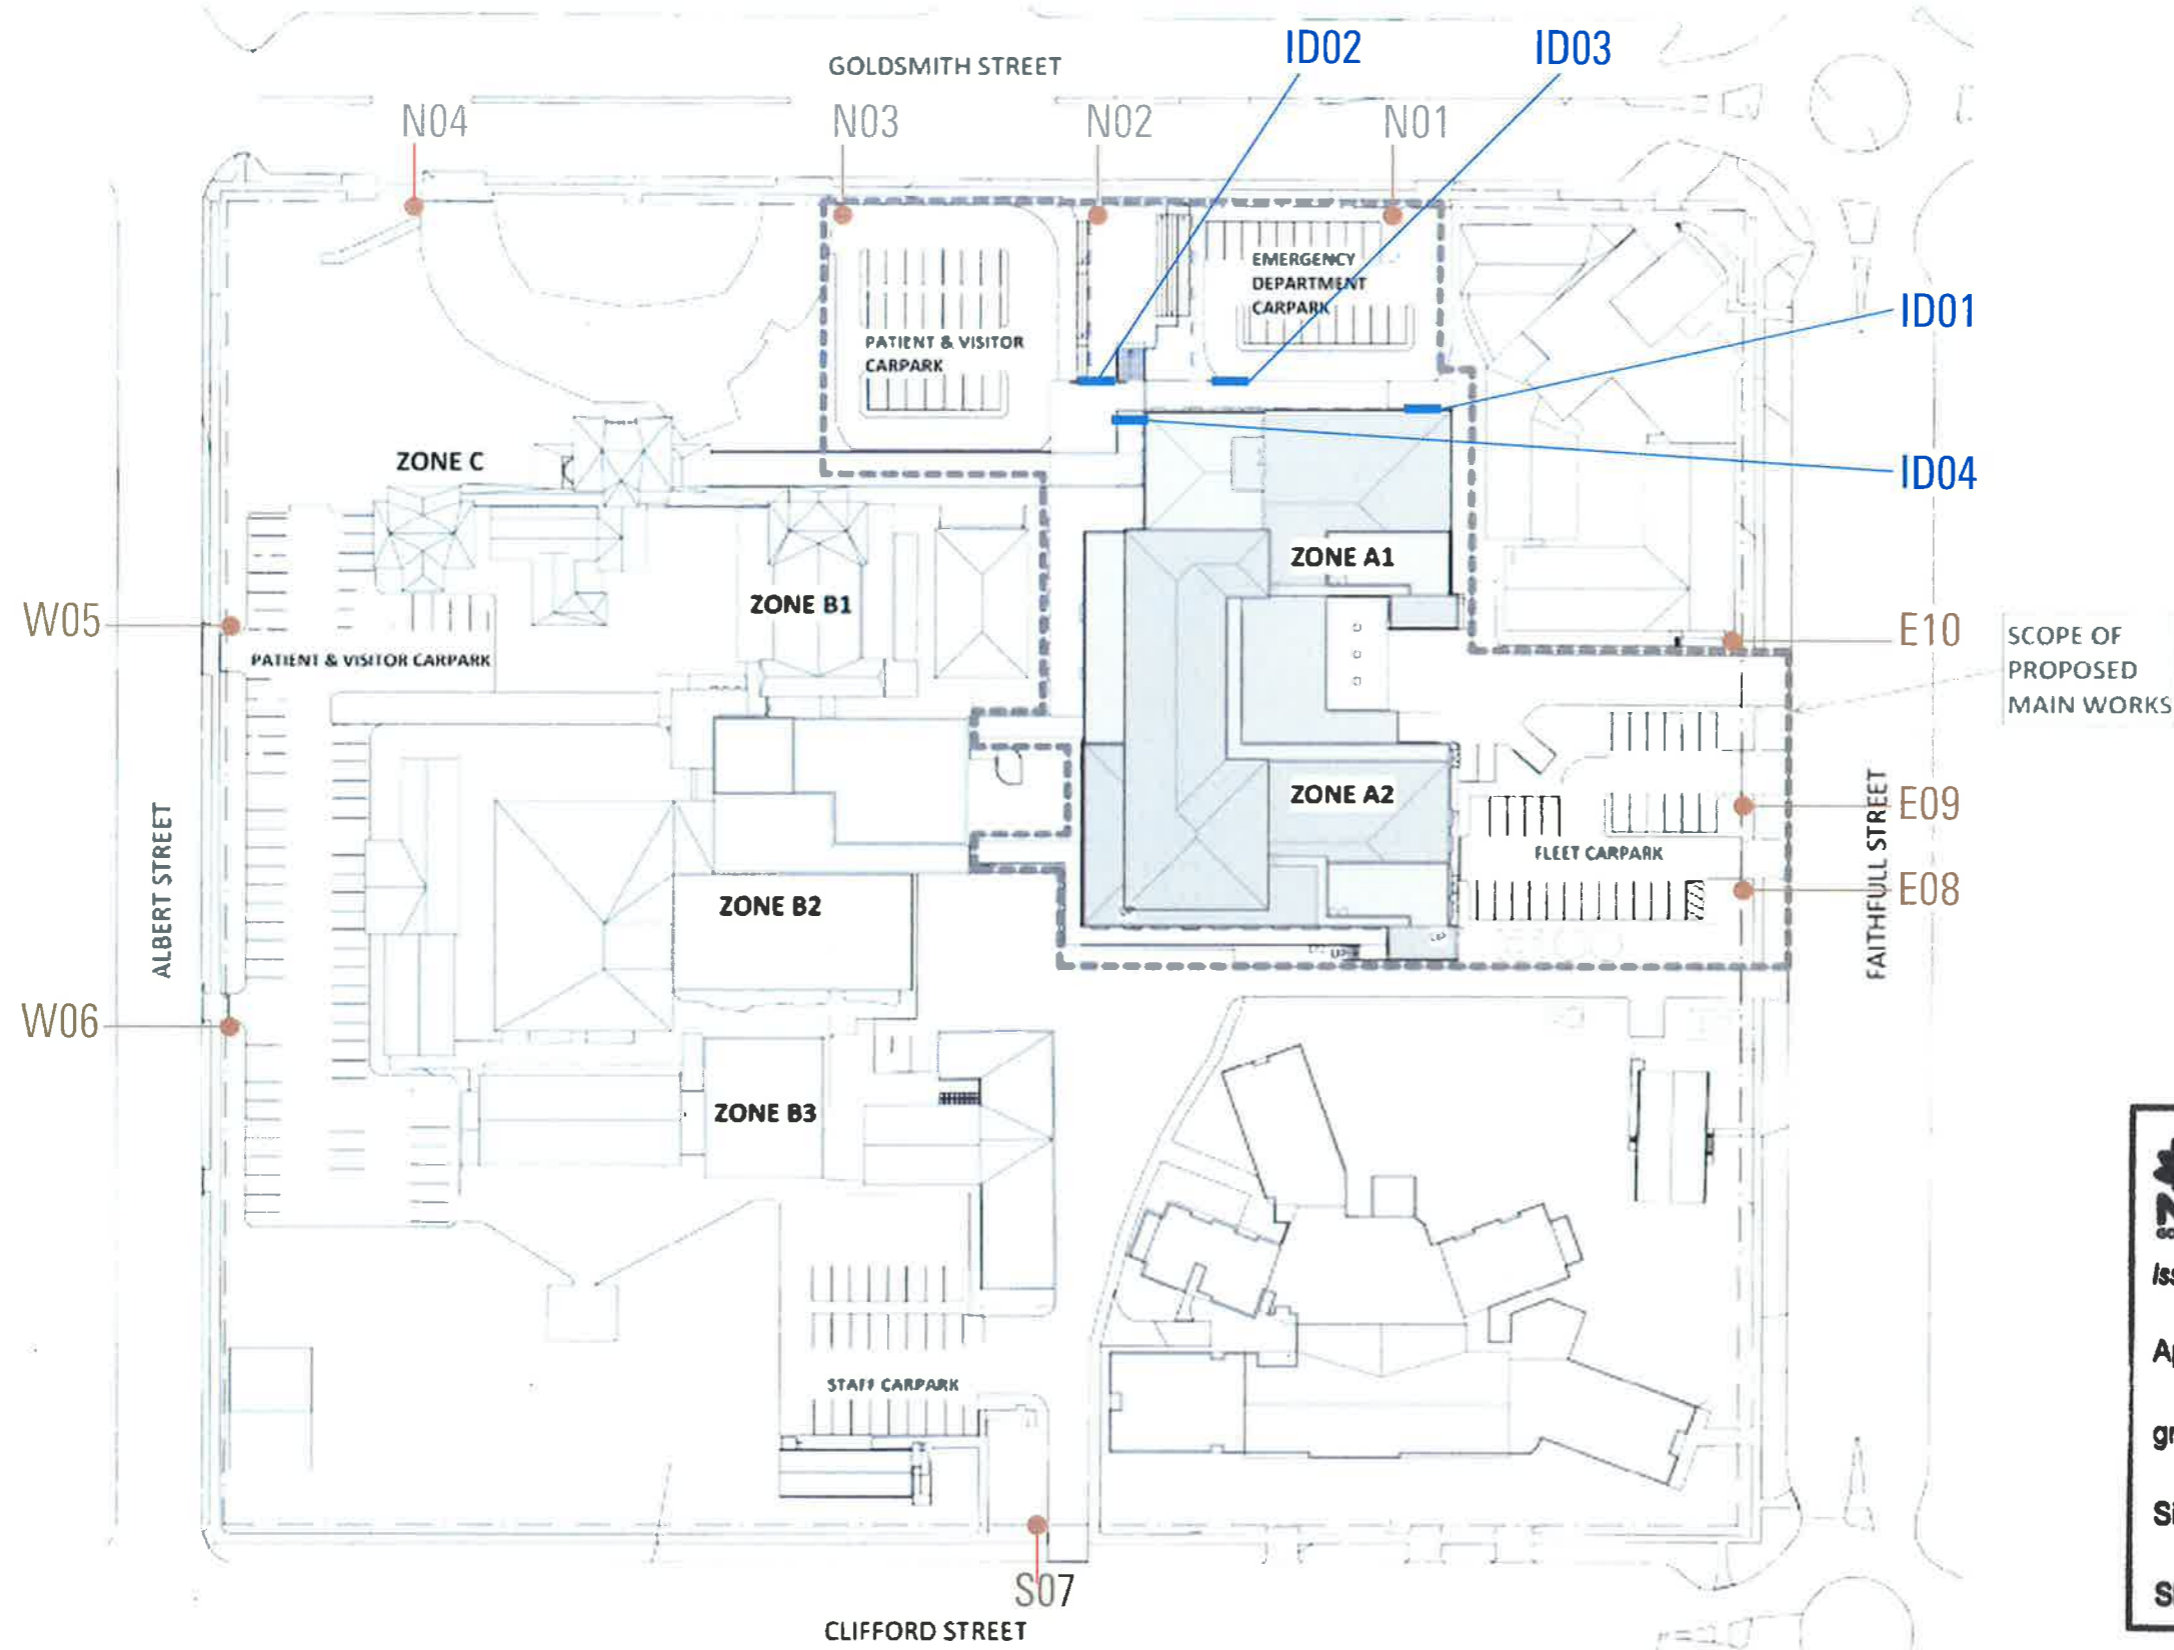 ID02
ID03
GOLDSMITH STREET
N04
N03
N02
N01
EMERGENCY
DEPARTMENT
CARPARK
ID01
PATIENT & VISITOR
CARPARK
ZONE C
ID04
ZONE A1
ZONE B1
W05
E10
SCOPE OF
PROPOSED
MAIN WORKS
PATIENT & VISITOR CARPARK
ZONE A2
E09
FLEET CARPARK
FAITHFULL STREET
ALBERT STREET
E08
ZONE B2
UP
W06
ZONE B3
STAFF CARPARK
S07
CLIFFORD STREET